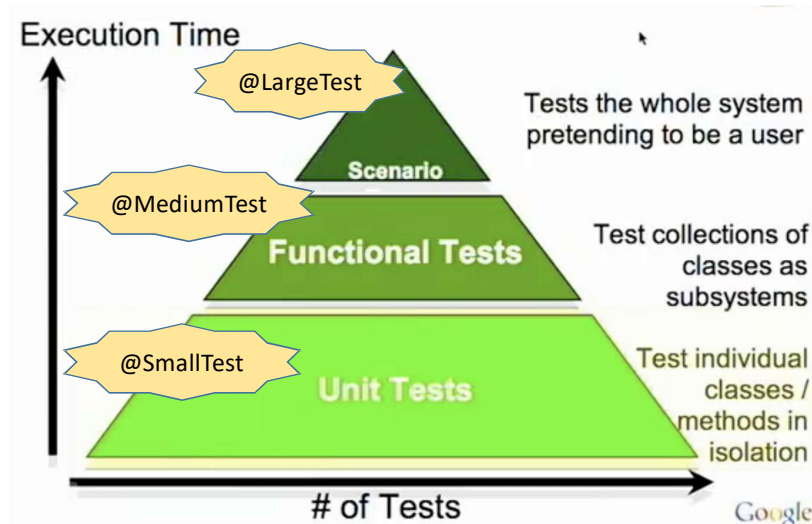 Execution Time
@LargeTest
Tests the whole system
pretending to be a user
Scenario
@MediumTest
Functional Tests
Test collections of
classes as
subsystems
@SmallTest
Unit Tests
Test individual
classes /
methods in
isolation
# of Tests
Google